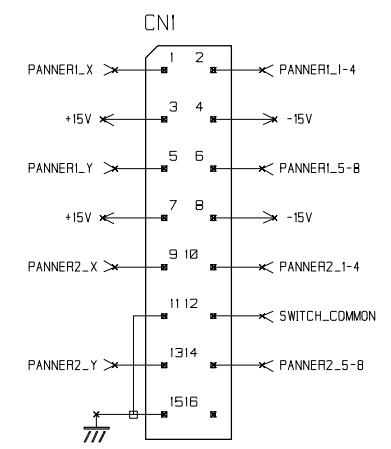 CN1
PANNER1_X 1 2 PANNER1_1-4
+15V 3 4 -15V
PANNER1_Y 5 6 PANNER1_5-8
+15V 7 8 -15V
PANNER2_X 9 10 PANNER2_1-4
11 12 SWITCH_COMMON
PANNER2_Y 13 14 PANNER2_5-8
15 16